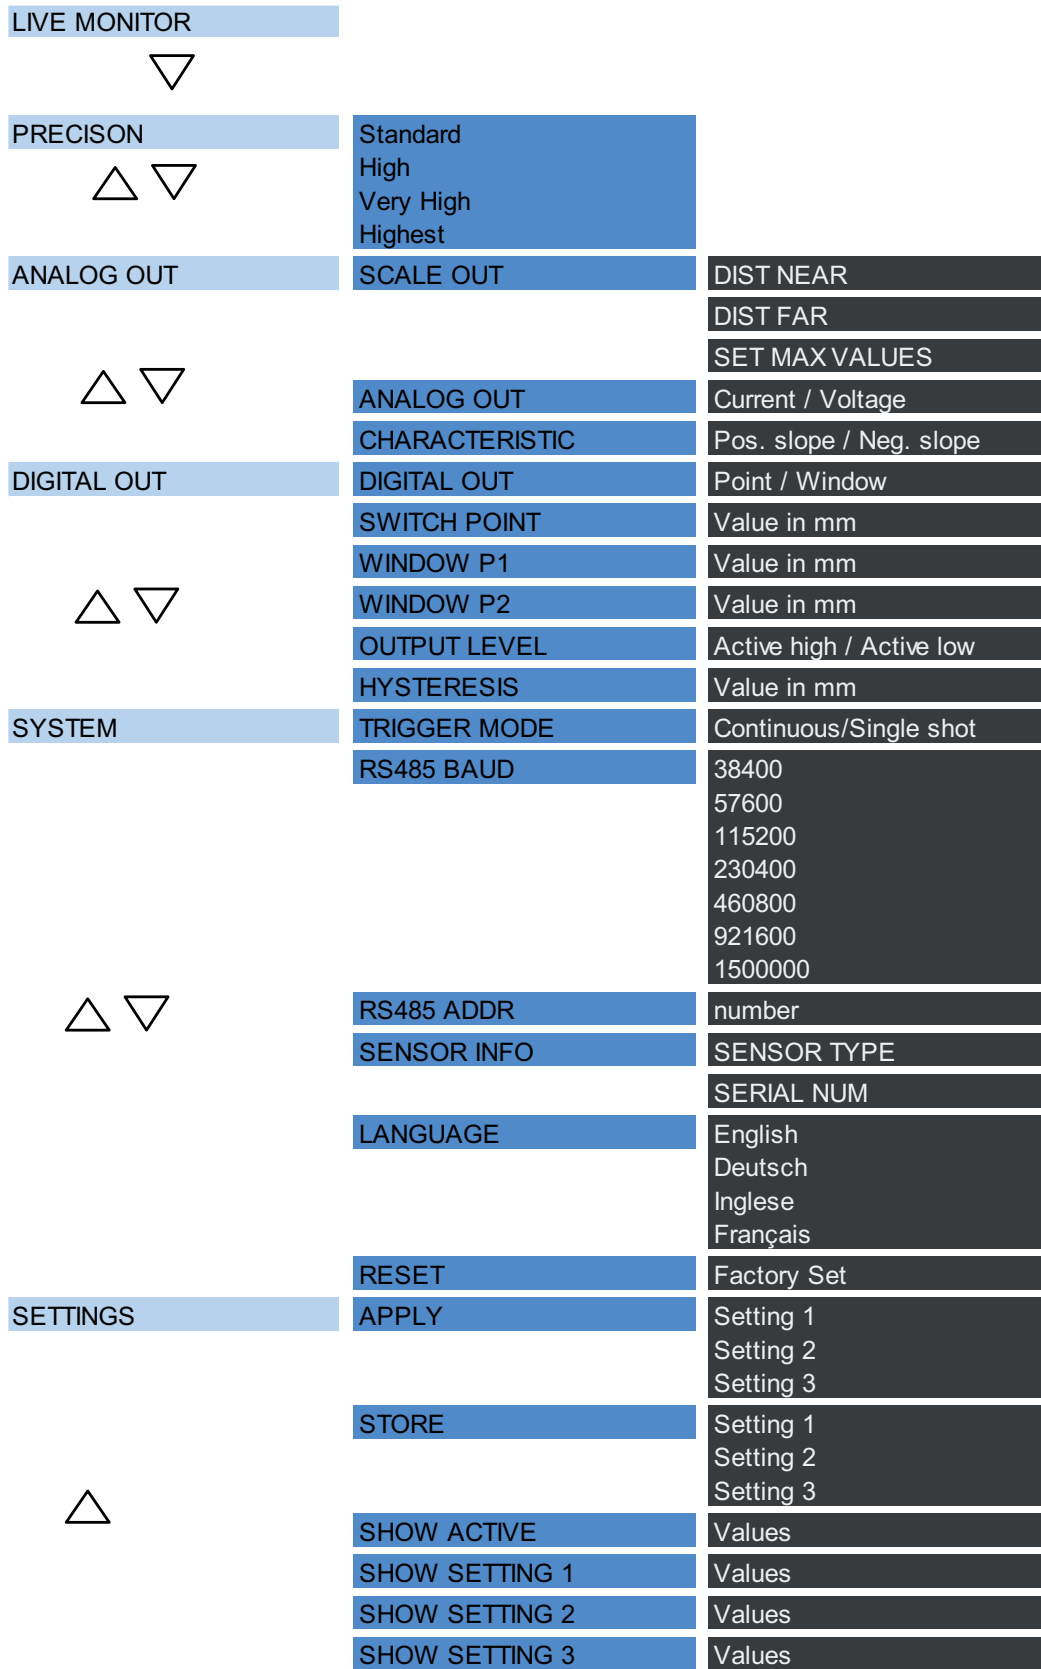 LIVE MONITOR
PRECISON Standard
High
Very High
Highest
ANALOG OUT SCALE OUT DIST NEAR
DIST FAR
SET MAX VALUES
ANALOG OUT Current / Voltage
CHARACTERISTIC Pos. slope / Neg. slope
DIGITAL OUT DIGITAL OUT Point / Window
SWITCH POINT Value in mm
WINDOW P1 Value in mm
WINDOW P2 Value in mm
OUTPUT LEVEL Active high / Active low
HYSTERESIS Value in mm
SYSTEM TRIGGER MODE Continuous/Single shot
RS485 BAUD 38400
57600
115200
230400
460800
921600
1500000
RS485 ADDR number
SENSOR INFO SENSOR TYPE
SERIAL NUM
LANGUAGE English
Deutsch
Inglese
Français
RESET Factory Set
SETTINGS APPLY Setting 1
Setting 2
Setting 3
STORE Setting 1
Setting 2
Setting 3
SHOW ACTIVE Values
SHOW SETTING 1 Values
SHOW SETTING 2 Values
SHOW SETTING 3 Values